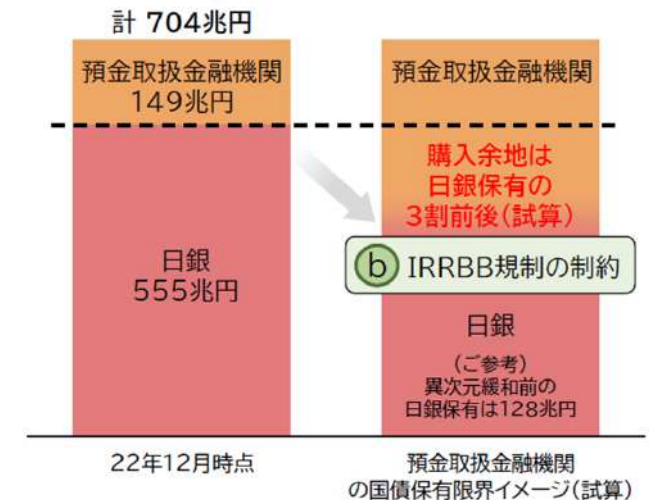 計 704兆円
預金取扱金融機関
149兆円
日銀
555兆円
22年12月時点
預金取扱金融機関
購入余地は
日銀保有の
3割前後(試算)
b IRRBB規制の制約
日銀
(ご参考)
異次元緩和前の
日銀保有は128兆円
預金取扱金融機関
の国債保有限界イメージ(試算)